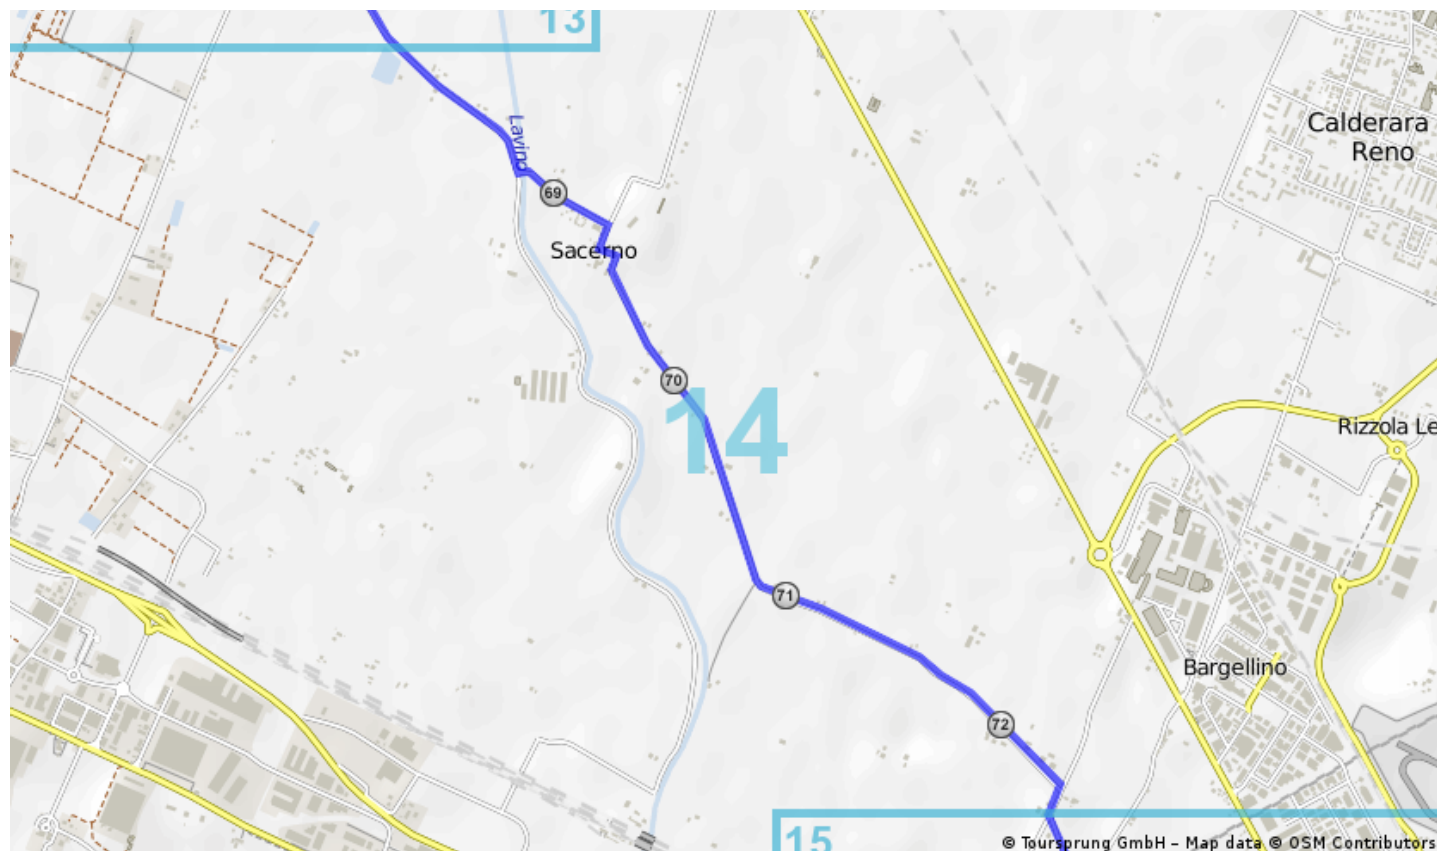 13
Lavino
Calderara
Reno
69
Sacerno
70
14
Rizzola Le
71
Bargellino
72
15
© Toursprung GmbH – Map data © OSM Contributors